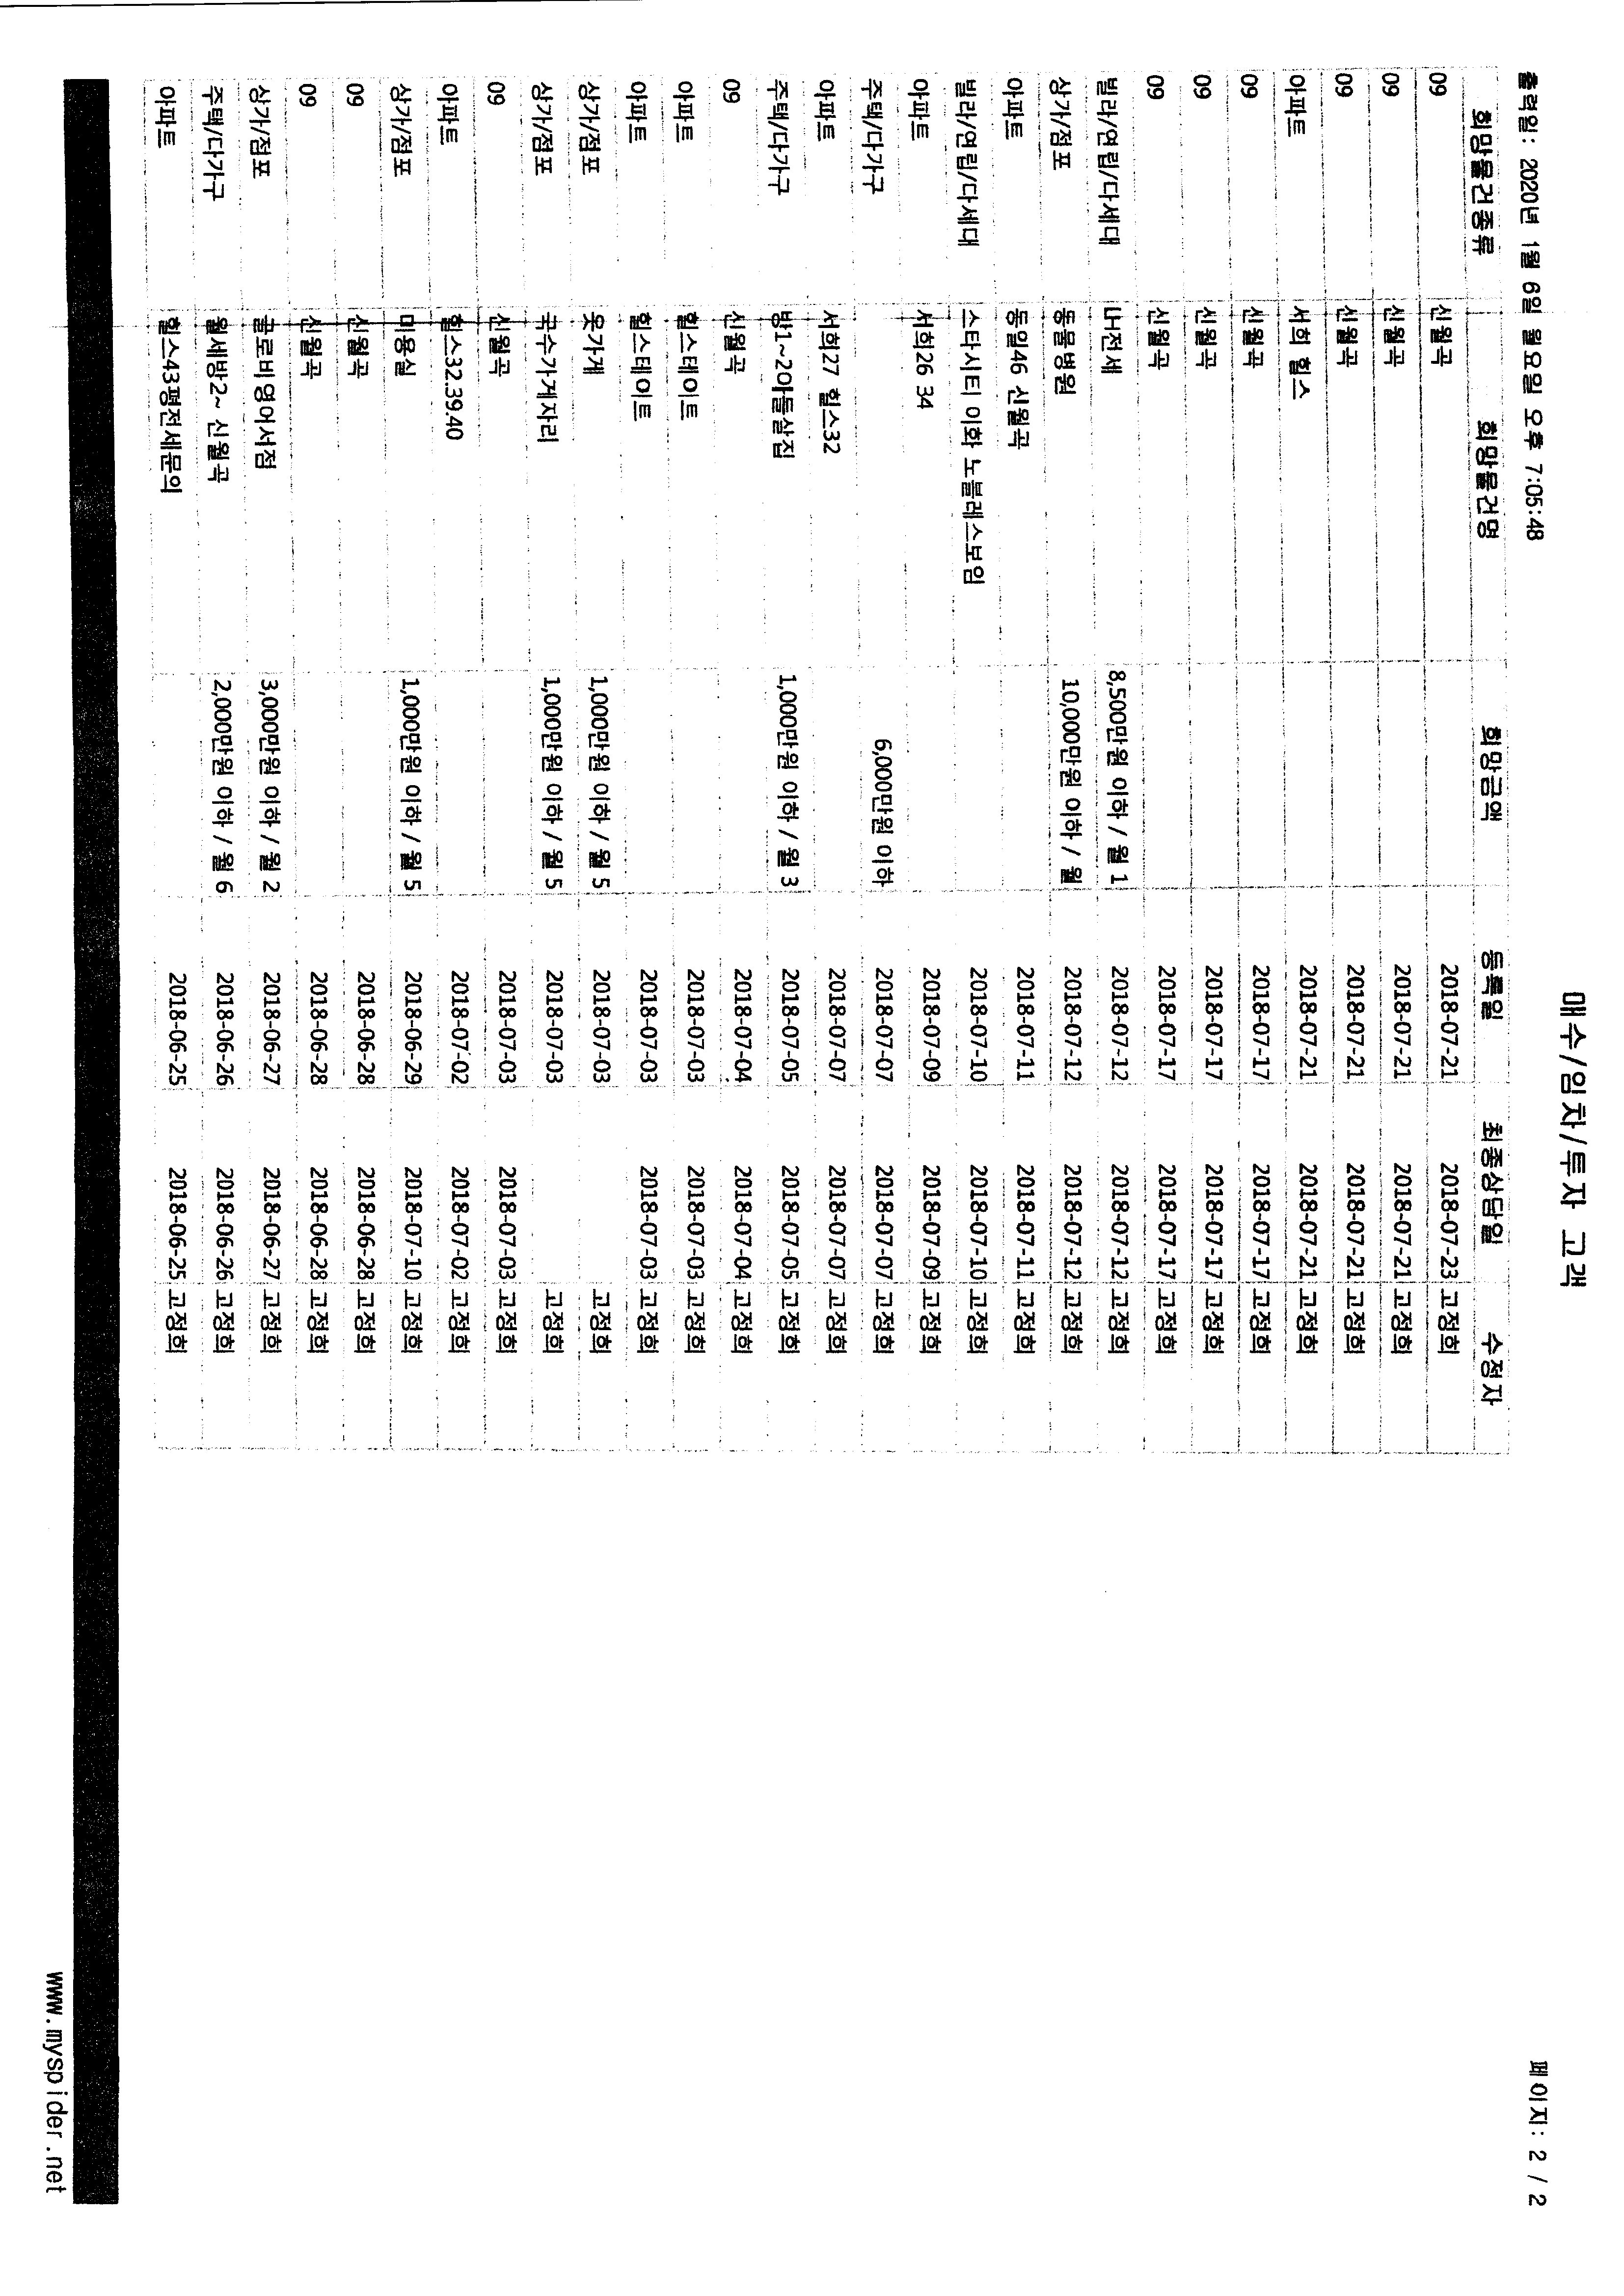 매수/임차/투자 고객
출력일: 2020년 1월 6일 월요일 오후 7:05:48
페이지: 2 / 2
희망물건종류 희망물건명 희망금액 등록일 최종상담일 수정자
09 신월곡 2018-07-21 2018-07-23 고정희
09 신월곡 2018-07-21 2018-07-21 고정희
09 신월곡 2018-07-21 2018-07-21 고정희
아파트 서희 힐스 2018-07-21 2018-07-21 고정희
09 신월곡 2018-07-17 2018-07-17 고정희
09 신월곡 2018-07-17 2018-07-17 고정희
09 신월곡 2018-07-17 2018-07-17 고정희
빌라/연립/다세대 LH전세 8,500만원 이하 / 월 1 2018-07-12 2018-07-12 고정희
상가/점포 동물병원 10,000만원 이하 / 월 2018-07-12 2018-07-12 고정희
아파트 동일46 신월곡 2018-07-11 2018-07-11 고정희
빌라/연립/다세대 스타시티 이화 노블레스보임 2018-07-10 2018-07-10 고정희
아파트 서희26 34 2018-07-09 2018-07-09 고정희
주택/다가구 6,000만원 이하 2018-07-07 2018-07-07 고정희
아파트 서희27 힐스32 2018-07-07 2018-07-07 고정희
주택/다가구 방1~2아들살집 1,000만원 이하 / 월 3 2018-07-05 2018-07-05 고정희
09 신월곡 2018-07-04 2018-07-04 고정희
아파트 힐스테이트 2018-07-03 2018-07-03 고정희
아파트 힐스테이트 2018-07-03 2018-07-03 고정희
상가/점포 옷가게 1,000만원 이하 / 월 5 2018-07-03 고정희
상가/점포 국수가게자리 1,000만원 이하 / 월 5 2018-07-03 고정희
09 신월곡 2018-07-03 2018-07-03 고정희
아파트 힐스32.39.40 2018-07-02 2018-07-02 고정희
상가/점포 미용실 1,000만원 이하 / 월 5 2018-06-29 2018-07-10 고정희
09 신월곡 2018-06-28 2018-06-28 고정희
09 신월곡 2018-06-28 2018-06-28 고정희
상가/점포 글로비영어서점 3,000만원 이하 / 월 2 2018-06-27 2018-06-27 고정희
주택/다가구 월세방2~ 신월곡 2,000만원 이하 / 월 6 2018-06-26 2018-06-26 고정희
아파트 힐스43평전세문의 2018-06-25 2018-06-25 고정희
www.myspider.net